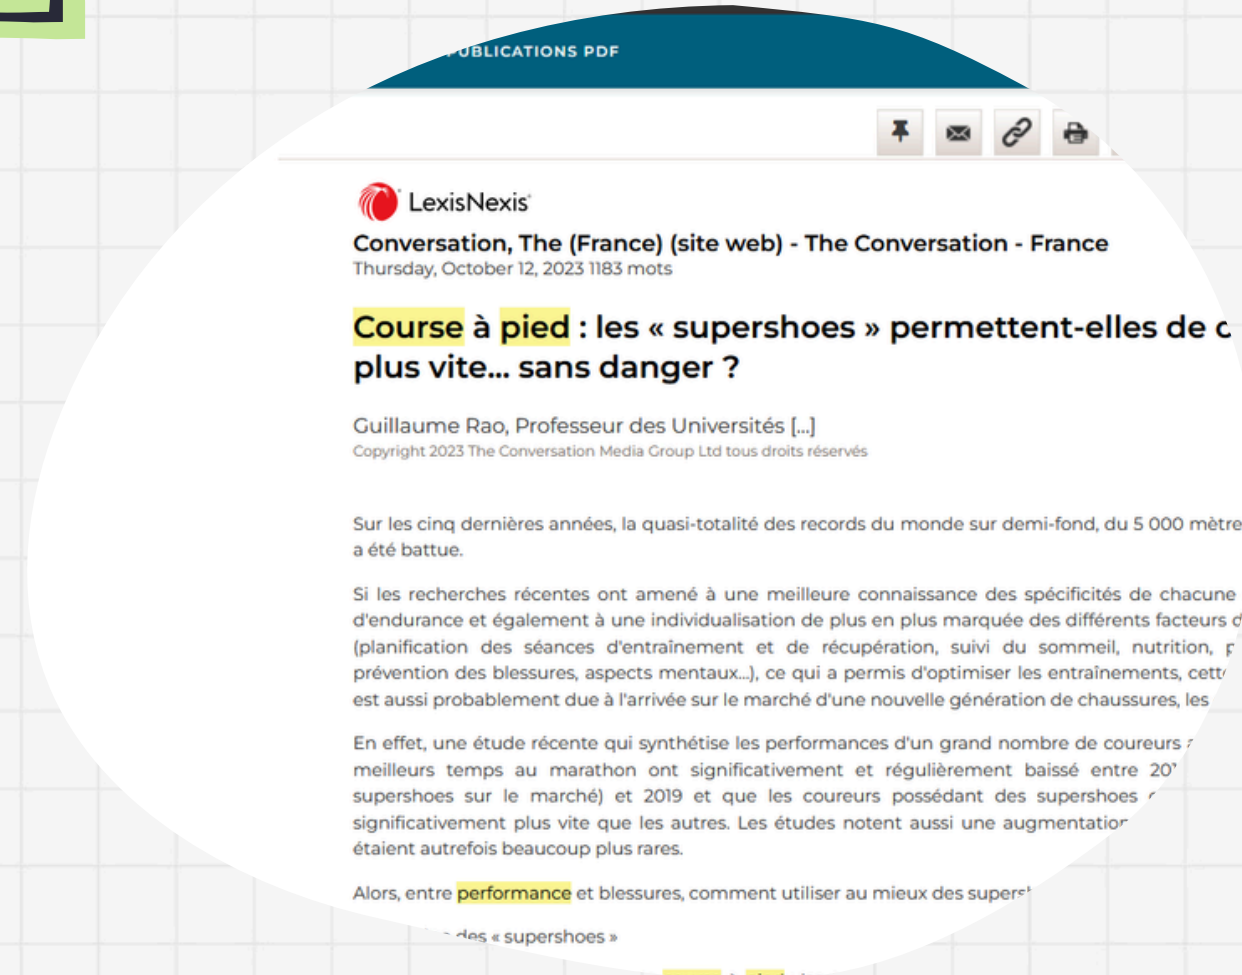 PUBLICATIONS PDF
LexisNexis
Conversation, The (France) (site web) - The Conversation - France
Thursday, October 12, 2023 1183 mots
Course à pied : les « supershoes » permettent-elles de
plus vite... sans danger ?
Guillaume Rao, Professeur des Universités [...]
Copyright 2023 The Conversation Media Group Ltd tous droits réservés
Sur les cinq dernières années, la quasi-totalité des records du monde sur demi-fond, du 5 000 mètre
a été battue.
Si les recherches récentes ont amené à une meilleure connaissance des spécificités de chacune
d'endurance et également à une individualisation de plus en plus marquée des différents facteurs
(planification des séances d'entraînement et de récupération, suivi du sommeil, nutrition,
prévention des blessures, aspects mentaux...), ce qui a permis d'optimiser les entraînements,
est aussi probablement due à l'arrivée sur le marché d'une nouvelle génération de chaussures, les
En effet, une étude récente qui synthétise les performances d'un grand nombre de coureurs
meilleurs temps au marathon ont significativement et régulièrement baissé entre
supershoes sur le marché) et 2019 et que les coureurs possédant des supershoes
significativement plus vite que les autres. Les études notent aussi une augmentation
étaient autrefois beaucoup plus rares.
Alors, entre performance et blessures, comment utiliser au mieux des
des « supershoes »